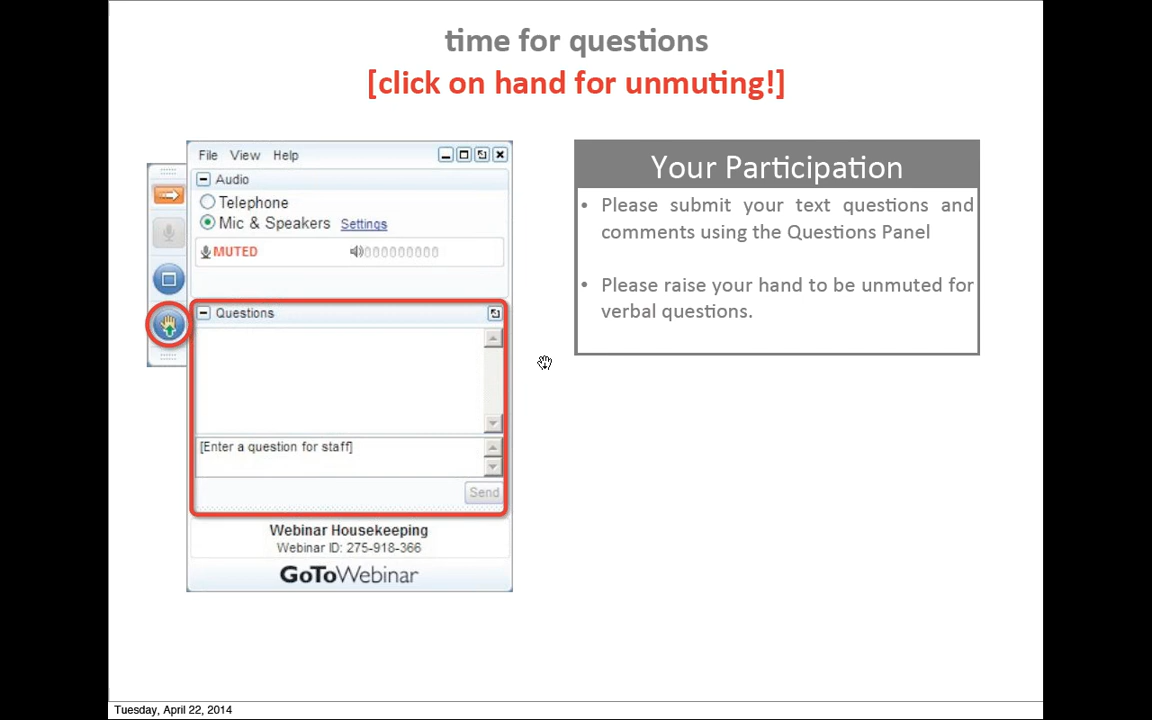 time for questions
[click on hand for unmuting!]
File View Help
Audio
Telephone
Mic & Speakers Settings
MUTED
Questions
[Enter a question for staff]
Send
Webinar Housekeeping
Webinar ID: 275-918-366
GoToWebinar
Your Participation
• Please submit your text questions and
comments using the Questions Panel
• Please raise your hand to be unmuted for
verbal questions.
Tuesday, April 22, 2014